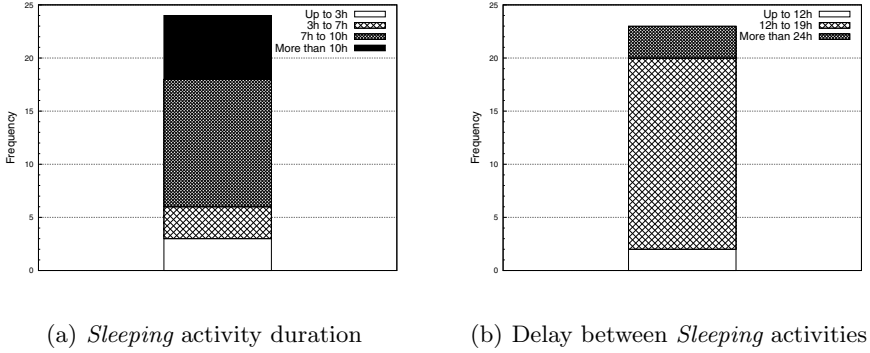 25
20
15
10
5
0
Frequency
Up to 3h
3h to 7h
7h to 10h
More than 10h
(a) Sleeping activity duration
25
20
15
10
5
0
Frequency
Up to 12h
12h to 19h
More than 24h
(b) Delay between Sleeping activities